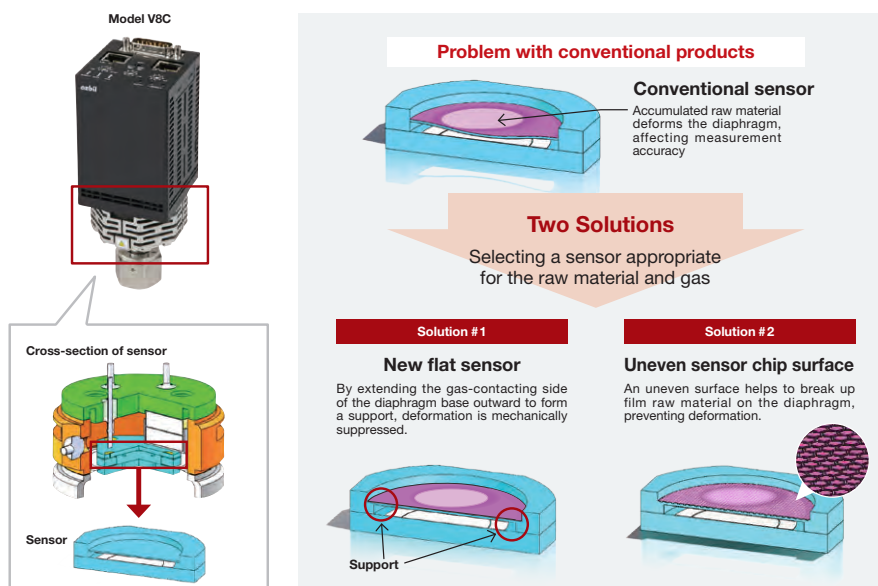 Model V8C
azbil
Cross-section of sensor
Sensor
Problem with conventional products
Conventional sensor
Accumulated raw material
deforms the diaphragm,
affecting measurement
accuracy
Two Solutions
Selecting a sensor appropriate
for the raw material and gas
Solution #1
New flat sensor
By extending the gas-contacting side
of the diaphragm base outward to form
a support, deformation is mechanically
suppressed.
Support
Solution #2
Uneven sensor chip surface
An uneven surface helps to break up
film raw material on the diaphragm,
preventing deformation.